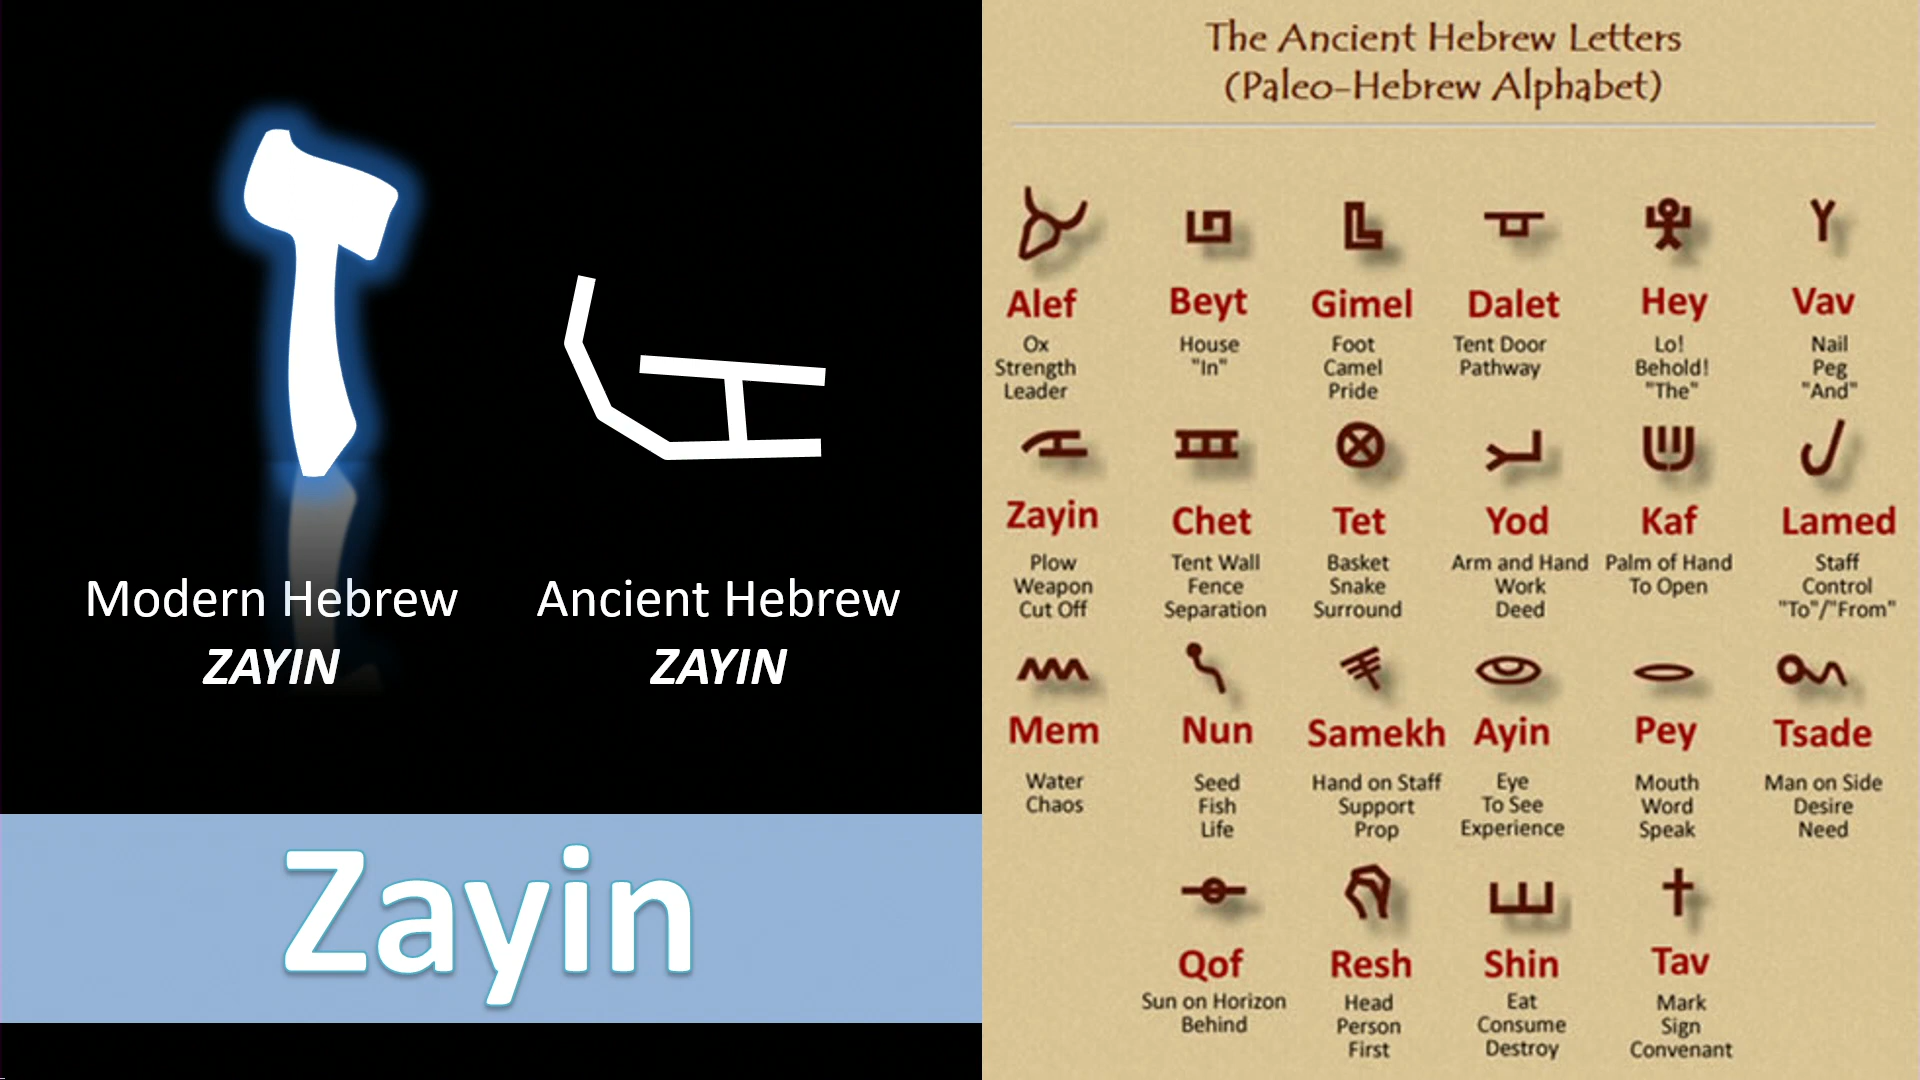 ז
Modern Hebrew
ZAYIN
Ancient Hebrew
ZAYIN
Zayin
The Ancient Hebrew Letters
(Paleo-Hebrew Alphabet)
Alef
Ox
Strength
Leader
Beyt
House
"In"
Gimel
Foot
Camel
Pride
Dalet
Tent Door
Pathway
Hey
Lo!
Behold!
"The"
Vav
Nail
Peg
"And"
Zayin
Plow
Weapon
Cut Off
Chet
Tent Wall
Fence
Separation
Tet
Basket
Snake
Surround
Yod
Arm and Hand
Work
Deed
Kaf
Palm of Hand
To Open
Lamed
Staff
Control
"To"/"From"
Mem
Water
Chaos
Nun
Seed
Fish
Life
Samekh
Hand on Staff
Support
Prop
Ayin
Eye
To See
Experience
Pey
Mouth
Word
Speak
Tsade
Man on Side
Desire
Need
Qof
Sun on Horizon
Behind
Resh
Head
Person
First
Shin
Eat
Consume
Destroy
Tav
Mark
Sign
Convenant